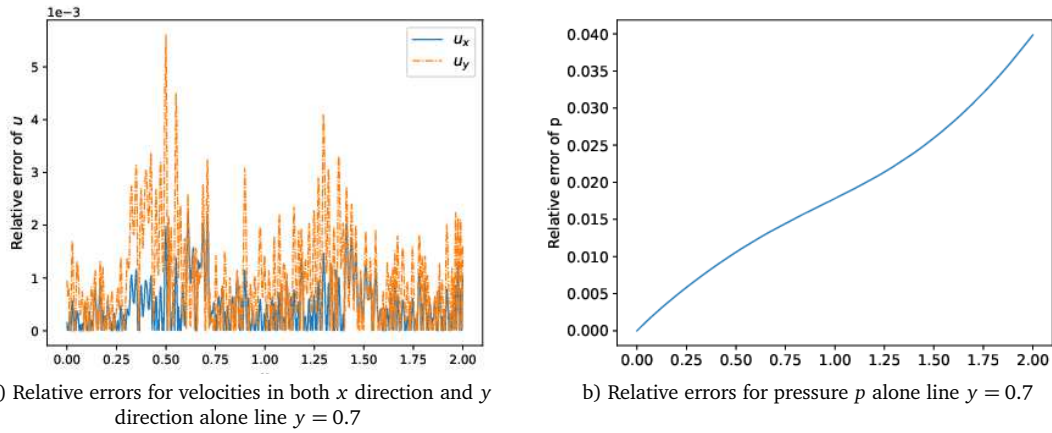 1e−3
u_x
u_y
5
4
3
2
1
0
Relative error of u
0.00 0.25 0.50 0.75 1.00 1.25 1.50 1.75 2.00
) Relative errors for velocities in both x direction and y
direction alone line y = 0.7
0.040
0.035
0.030
0.025
0.020
0.015
0.010
0.005
0.000
Relative error of p
0.00 0.25 0.50 0.75 1.00 1.25 1.50 1.75 2.00
b) Relative errors for pressure p alone line y = 0.7